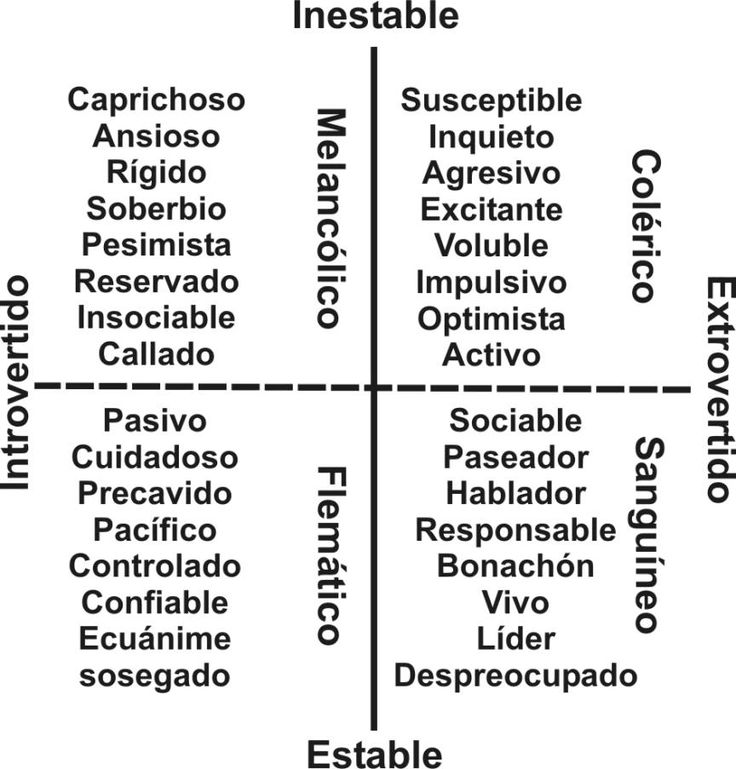 Inestable
Caprichoso
Ansioso
Rígido
Soberbio
Pesimista
Reservado
Insociable
Callado
Melancólico
Susceptible
Inquieto
Agresivo
Excitante
Voluble
Impulsivo
Optimista
Activo
Colérico
Introvertido
Extrovertido
Pasivo
Cuidadoso
Precavido
Pacífico
Controlado
Confiable
Ecuánime
sosegado
Flemático
Sociable
Paseador
Hablador
Responsable
Bonachón
Vivo
Líder
Despreocupado
Sanguíneo
Estable